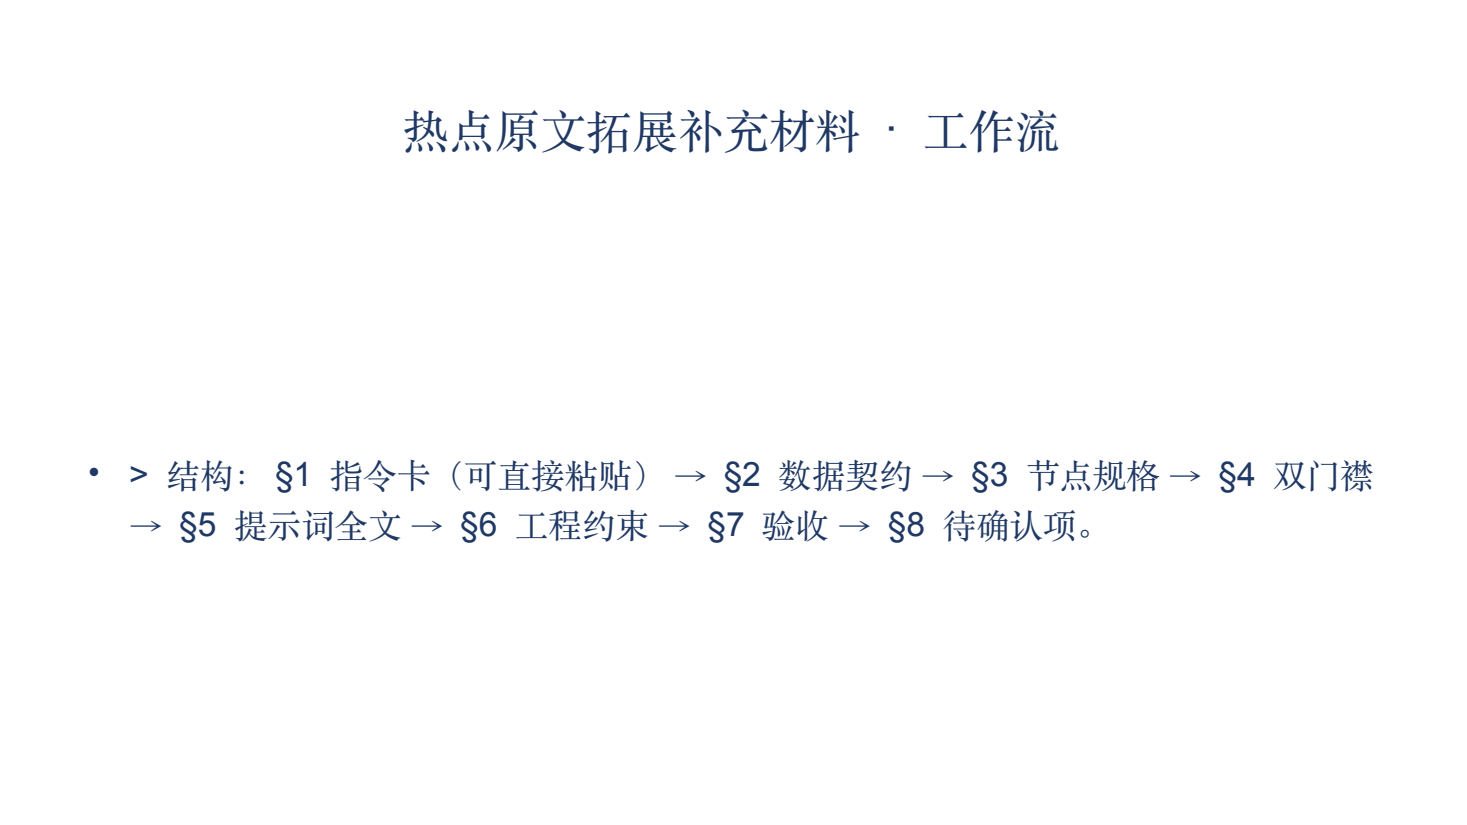 热点原文拓展补充材料 · 工作流
• > 结构： §1 指令卡（可直接粘贴） → §2 数据契约 → §3 节点规格 → §4 双门襟
→ §5 提示词全文 → §6 工程约束 → §7 验收 → §8 待确认项。